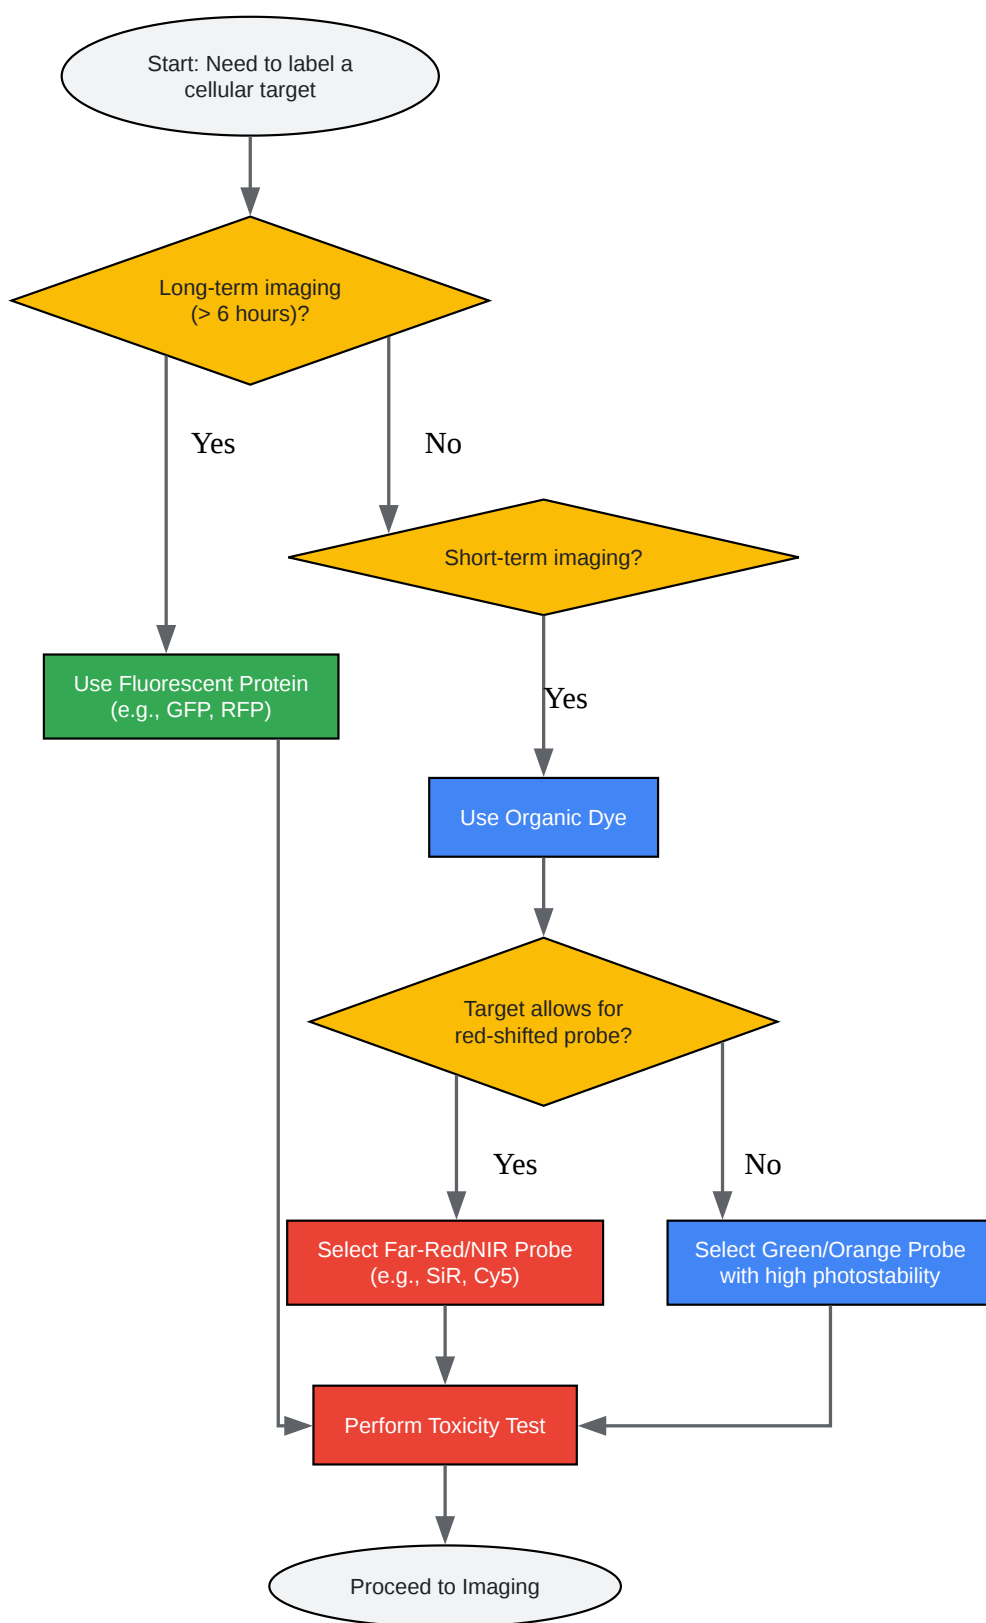 Start: Need to label a
cellular target
Long-term imaging
(> 6 hours)?
Yes
No
Short-term imaging?
Use Fluorescent Protein
(e.g., GFP, RFP)
Yes
Use Organic Dye
Target allows for
red-shifted probe?
Yes
No
Select Far-Red/NIR Probe
(e.g., SiR, Cy5)
Select Green/Orange Probe
with high photostability
Perform Toxicity Test
Proceed to Imaging